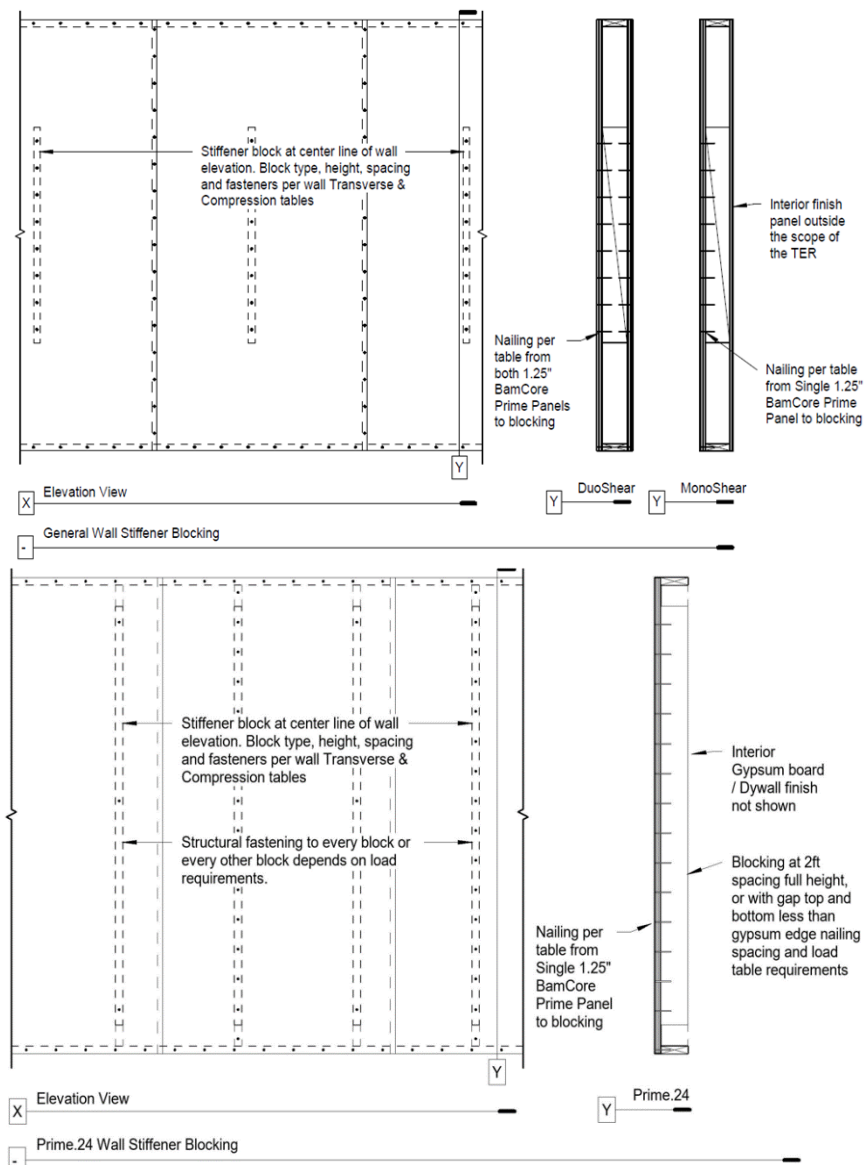 Stiffener block at center line of wall
elevation. Block type, height, spacing
and fasteners per wall Transverse &
Compression tables
Y
X
Elevation View
Nailing per
table from
both 1.25"
BamCore
Prime Panels
to blocking
Interior finish
panel outside
the scope of
the TER
Nailing per table
from Single 1.25"
BamCore Prime
Panel to blocking
Y
DuoShear
Y
MonoShear
-
General Wall Stiffener Blocking
Stiffener block at center line of wall
elevation. Block type, height, spacing
and fasteners per wall Transverse &
Compression tables
Structural fastening to every block or
every other block depends on load
requirements.
Y
X
Elevation View
Nailing per
table from
Single 1.25"
BamCore
Prime Panel
to blocking
Interior
Gypsum board
/ Dywall finish
not shown
Blocking at 2ft
spacing full height,
or with gap top and
bottom less than
gypsum edge nailing
spacing and load
table requirements
Y
Prime.24
-
Prime.24 Wall Stiffener Blocking